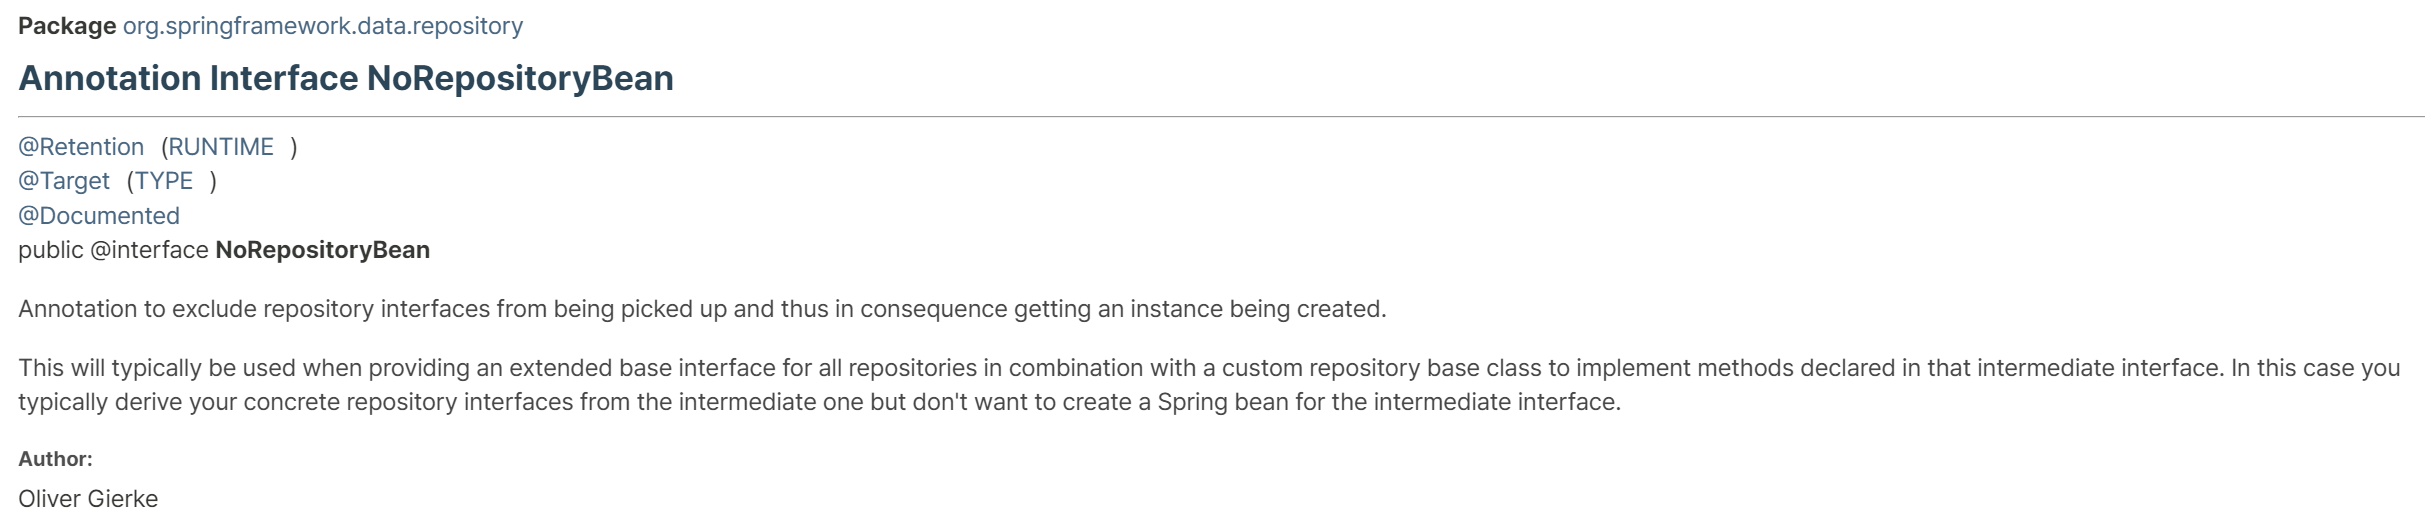 Package org.springframework.data.repository
Annotation Interface NoRepositoryBean
@Retention (RUNTIME )
@Target (TYPE )
@Documented
public @interface NoRepositoryBean
Annotation to exclude repository interfaces from being picked up and thus in consequence getting an instance being created.
This will typically be used when providing an extended base interface for all repositories in combination with a custom repository base class to implement methods declared in that intermediate interface. In this case you
typically derive your concrete repository interfaces from the intermediate one but don't want to create a Spring bean for the intermediate interface.
Author:
Oliver Gierke